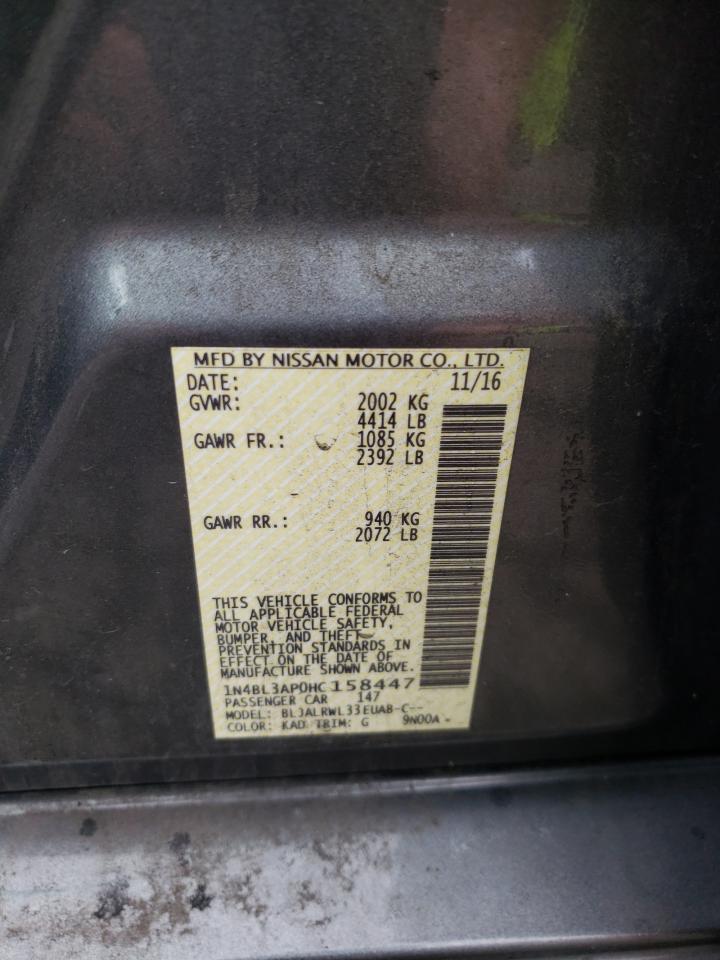 MFD BY NISSAN MOTOR CO., LTD.
DATE: 11/16
GVWR: 2002 KG
4414 LB
GAWR FR.: 1085 KG
2392 LB
GAWR RR.: 940 KG
2072 LB
THIS VEHICLE CONFORMS TO
ALL APPLICABLE FEDERAL
MOTOR VEHICLE SAFETY,
BUMPER, AND THEFT
PREVENTION STANDARDS IN
EFFECT ON THE DATE OF
MANUFACTURE SHOWN ABOVE.
1N4BL3AP0HC158447
PASSENGER CAR 147
MODEL: BL3ALRWL33EUAB-C--
COLOR: KAD TRIM: G 9N00A -